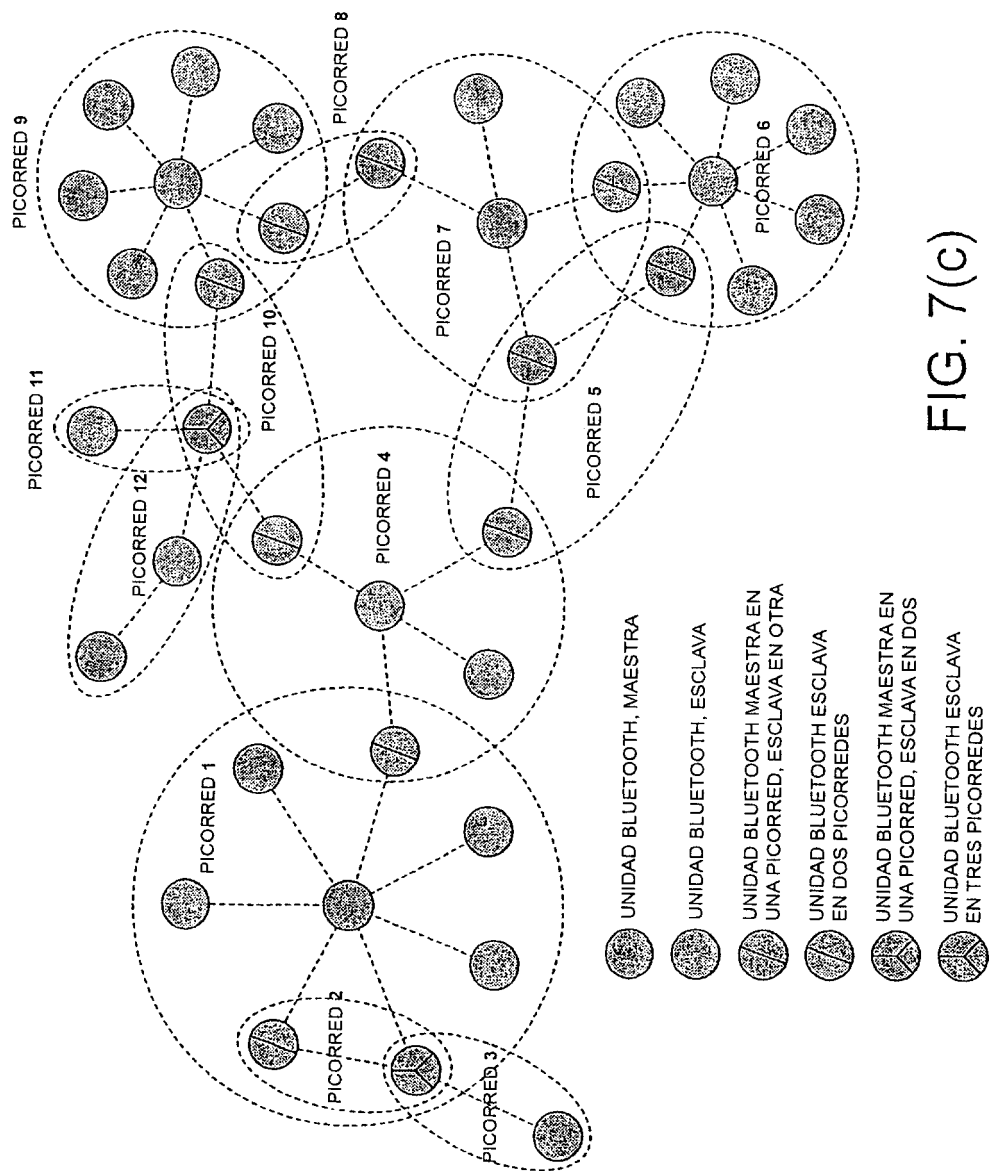 PICORRED 1
PICORRED 2
PICORRED 3
PICORRED 4
PICORRED 5
PICORRED 6
PICORRED 7
PICORRED 8
PICORRED 9
PICORRED 10
PICORRED 11
PICORRED 12
UNIDAD BLUETOOTH, MAESTRA
UNIDAD BLUETOOTH, ESCLAVA
UNIDAD BLUETOOTH MAESTRA EN
UNA PICORRED, ESCLAVA EN OTRA
UNIDAD BLUETOOTH ESCLAVA
EN DOS PICORREDES
UNIDAD BLUETOOTH MAESTRA EN
UNA PICORRED, ESCLAVA EN DOS
UNIDAD BLUETOOTH ESCLAVA
EN TRES PICORREDES
FIG. 7(c)